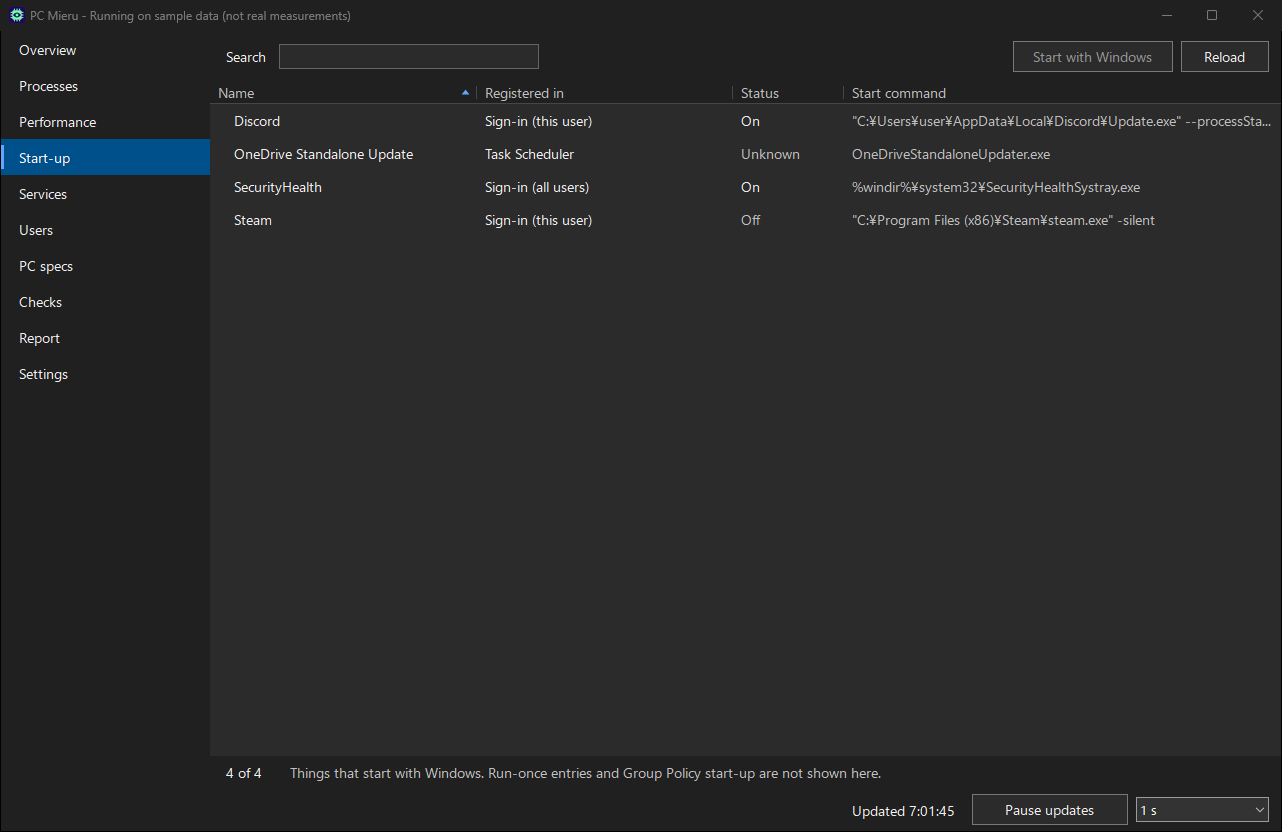 PC Mieru - Running on sample data (not real measurements)
Overview
Processes
Performance
Start-up
Services
Users
PC specs
Checks
Report
Settings
Search
Start with Windows
Reload
Name Registered in Status Start command
Discord Sign-in (this user) On "C:¥Users¥user¥AppData¥Local¥Discord¥Update.exe" --processSta...
OneDrive Standalone Update Task Scheduler Unknown OneDriveStandaloneUpdater.exe
SecurityHealth Sign-in (all users) On %windir%¥system32¥SecurityHealthSystray.exe
Steam Sign-in (this user) Off "C:¥Program Files (x86)¥Steam¥steam.exe" -silent
4 of 4 Things that start with Windows. Run-once entries and Group Policy start-up are not shown here.
Updated 7:01:45 Pause updates 1 s